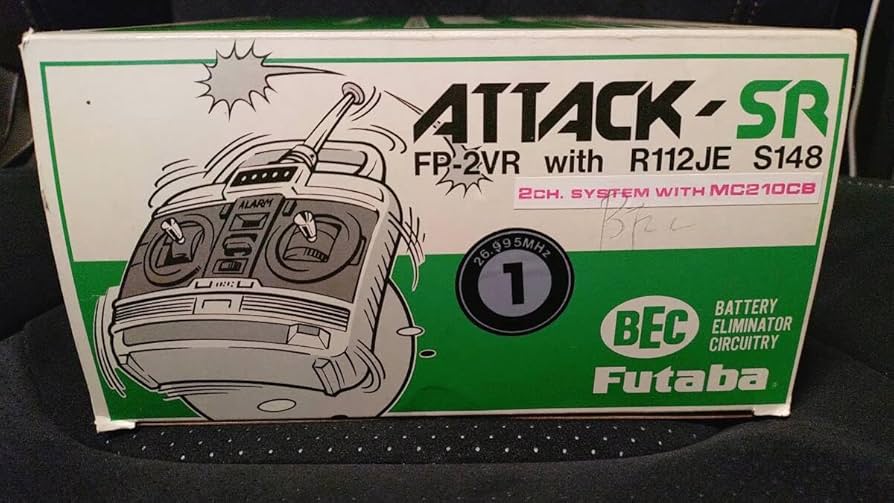 ATTACK-SR
FP-2VR with R112JE S148
2CH. SYSTEM WITH MC210CB
ALARM
26.995MHz
1
BEC
BATTERY
ELIMINATOR
CIRCUITRY
Futaba